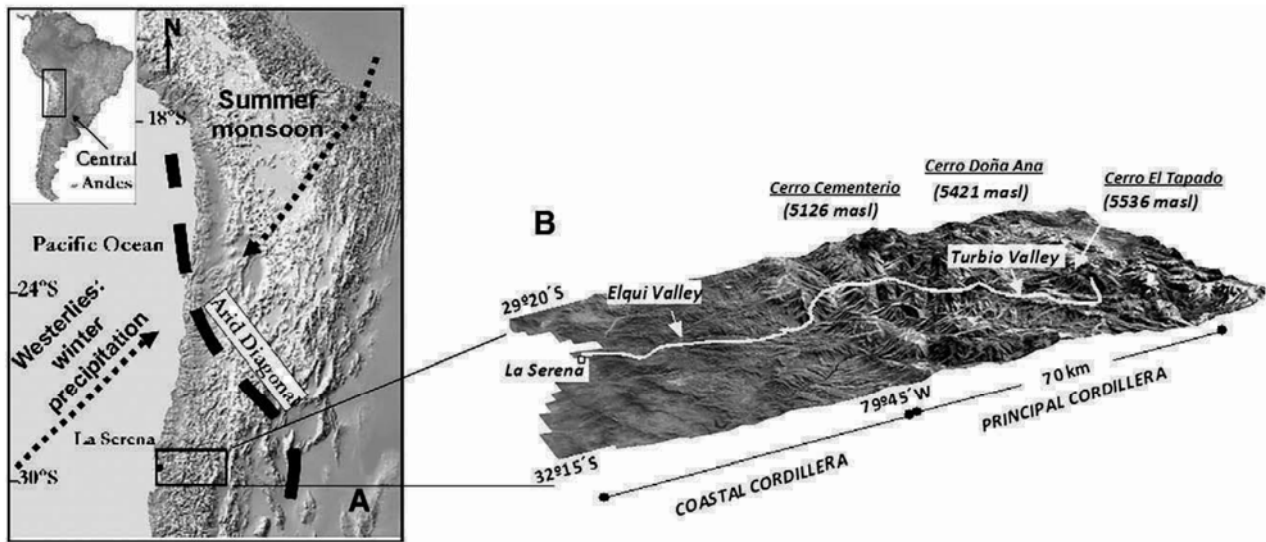 N
18°S
Summer
monsoon
Central
Andes
Pacific Ocean
24°S
Westerlies:
winter
precipitation
Arid Diagonal
La Serena
30°S
A
B
Cerro Cementerio
(5126 masl)
Cerro Doña Ana
(5421 masl)
Cerro El Tapado
(5536 masl)
Turbio Valley
Elqui Valley
29º20´S
La Serena
79º45´W
70 km
PRINCIPAL CORDILLERA
32º15´S
COASTAL CORDILLERA